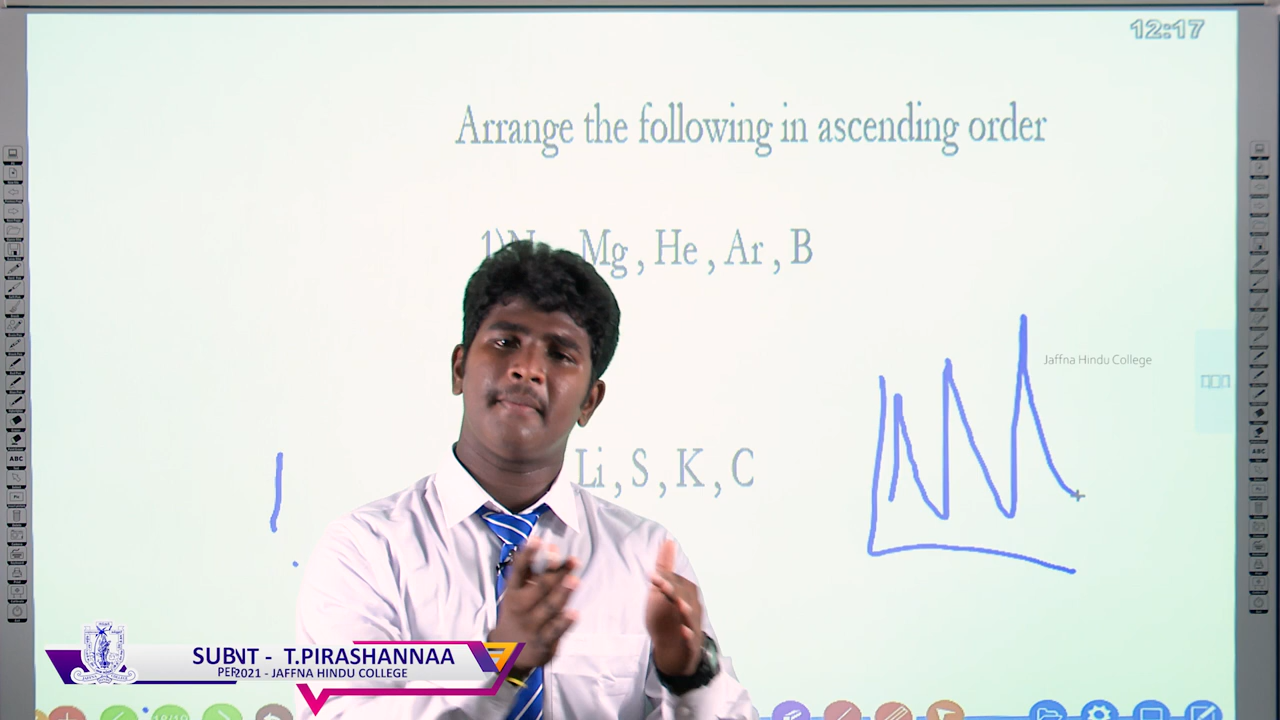 12:17
Arrange the following in ascending order
Mg , He , Ar , B
Jaffna Hindu College
Li , S , K , C
SUBNT - T.PIRASHANNAA
2021 - JAFFNA HINDU COLLEGE